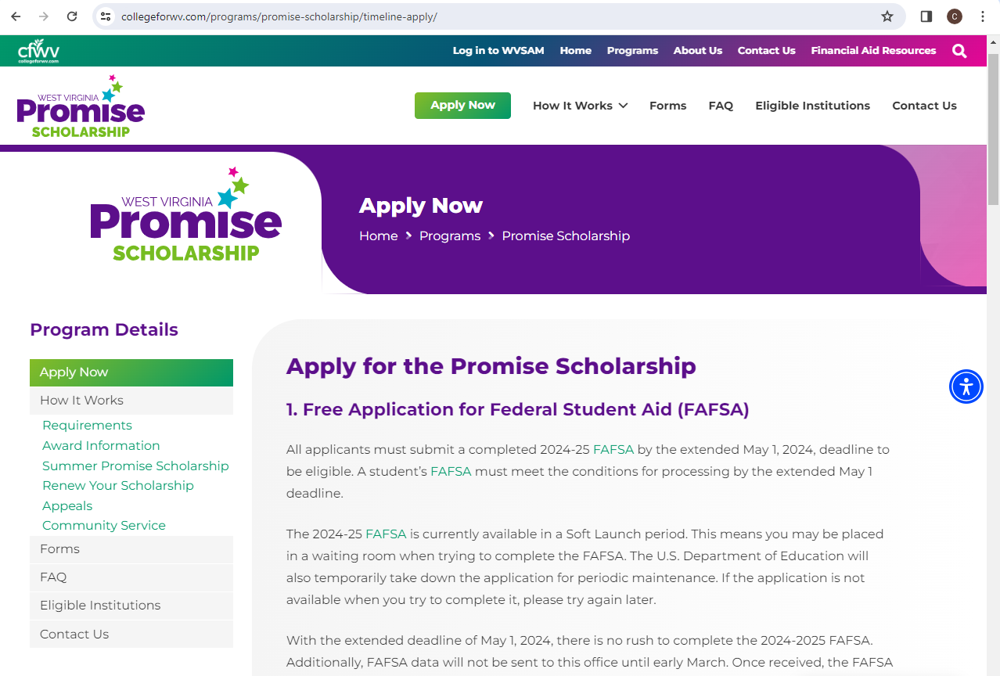 collegeforwv.com/programs/promise-scholarship/timeline-apply/
C
cfwv
collegeforwv.com
Log in to WVSAM Home Programs About Us Contact Us Financial Aid Resources
WEST VIRGINIA
Promise
SCHOLARSHIP
Apply Now How It Works Forms FAQ Eligible Institutions Contact Us
WEST VIRGINIA
Promise
SCHOLARSHIP
Apply Now
Home > Programs > Promise Scholarship
Program Details
Apply Now
How It Works
Requirements
Award Information
Summer Promise Scholarship
Renew Your Scholarship
Appeals
Community Service
Forms
FAQ
Eligible Institutions
Contact Us
Apply for the Promise Scholarship
1. Free Application for Federal Student Aid (FAFSA)
All applicants must submit a completed 2024-25 FAFSA by the extended May 1, 2024, deadline to
be eligible. A student’s FAFSA must meet the conditions for processing by the extended May 1
deadline.
The 2024-25 FAFSA is currently available in a Soft Launch period. This means you may be placed
in a waiting room when trying to complete the FAFSA. The U.S. Department of Education will
also temporarily take down the application for periodic maintenance. If the application is not
available when you try to complete it, please try again later.
With the extended deadline of May 1, 2024, there is no rush to complete the 2024-2025 FAFSA.
Additionally, FAFSA data will not be sent to this office until early March. Once received, the FAFSA